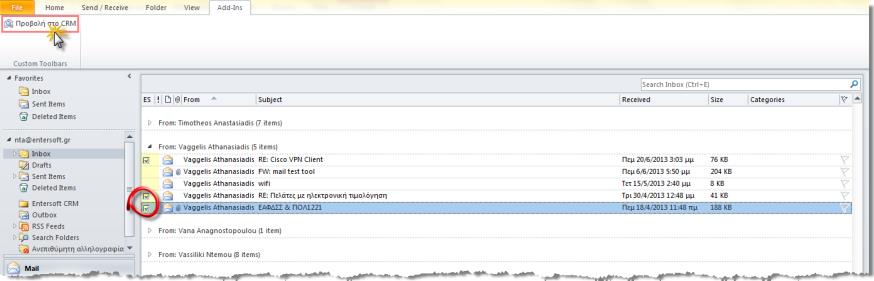 File Home Send / Receive Folder View Add-Ins
Προβολή στο CRM
Custom Toolbars
Favorites
Inbox
Sent Items
Deleted Items
nta@entersoft.gr
Inbox
Drafts
Sent Items
Deleted Items
Entersoft CRM
Outbox
RSS Feeds
Search Folders
Ανεπιθύμητη αλληλογραφία
Mail
Search Inbox (Ctrl+E)
ES ! From Subject Received Size Categories
From: Timotheos Anastasiadis (7 items)
From: Vaggelis Athanasiadis (5 items)
Vaggelis Athanasiadis RE: Cisco VPN Client Πεμ 20/6/2013 3:03 μμ 76 KB
Vaggelis Athanasiadis FW: mail test tool Πεμ 6/6/2013 5:50 μμ 204 KB
Vaggelis Athanasiadis wifi Τετ 15/5/2013 2:40 μμ 8 KB
Vaggelis Athanasiadis RE: Πελάτες με ηλεκτρονική τιμολόγηση Τρι 30/4/2013 12:48 μμ 41 KB
Vaggelis Athanasiadis ΕΑΦΔΣΣ & ΠΟΛ1221 Πεμ 18/4/2013 11:48 πμ 188 KB
From: Vana Anagnostopoulou (1 item)
From: Vassiliki Ntemou (8 items)